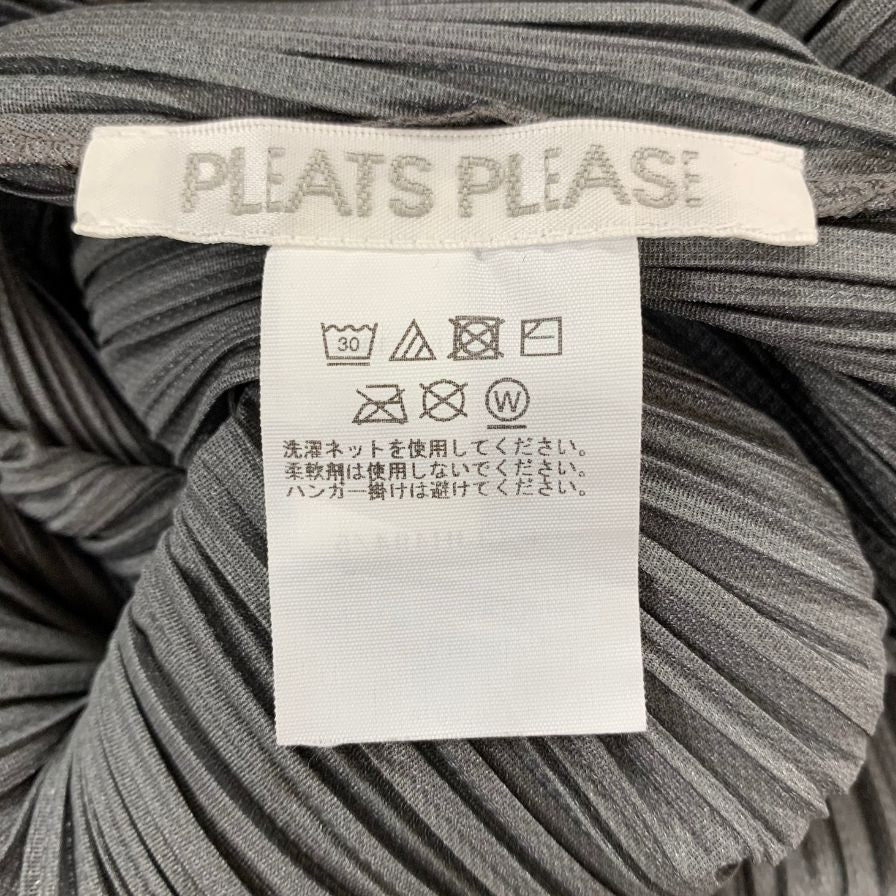 PLEATS PLEASE
30
W
洗濯ネットを使用してください。
柔軟剤は使用しないでください。
ハンガー掛けは避けてください。